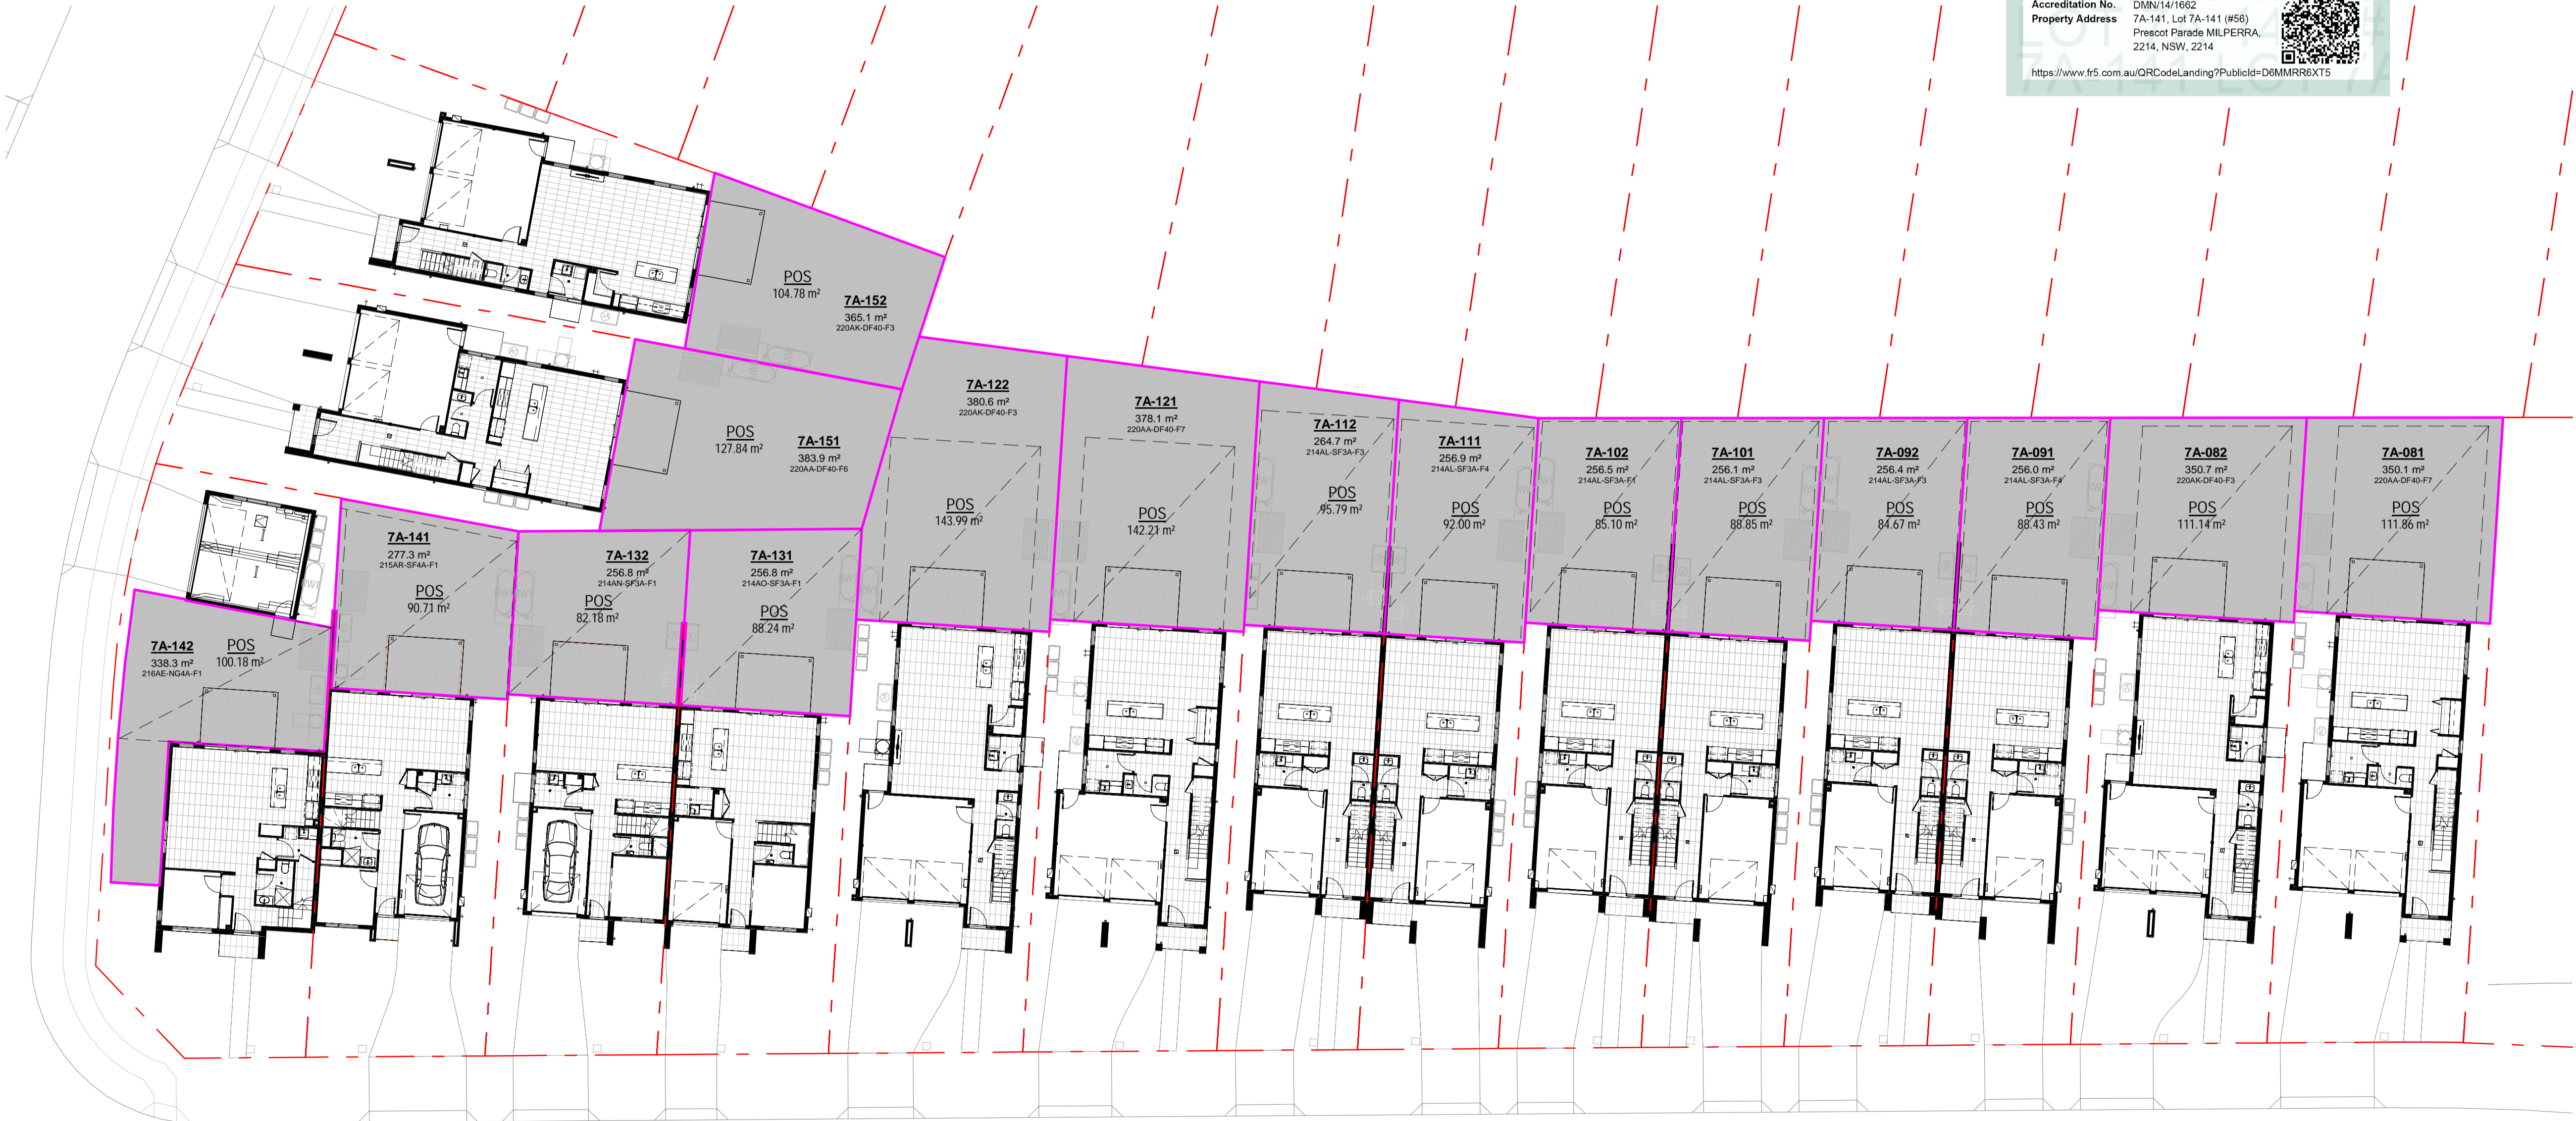 Accreditation No. DMN/14/1662
Property Address 7A-141, Lot 7A-141 (#56)
Prescot Parade MILPERRA,
2214, NSW, 2214
https://www.fr5.com.au/QRCodeLanding?PublicId=D6MMRR6XT5
POS
104.78 m²
7A-152
365.1 m²
220AK-DF40-F3
POS
127.84 m²
7A-151
383.9 m²
220AA-DF40-F6
7A-122
380.6 m²
220AK-DF40-F3
POS
143.99 m²
7A-121
378.1 m²
220AA-DF40-F7
POS
142.21 m²
7A-112
264.7 m²
214AL-SF3A-F3
POS
95.79 m²
7A-111
256.9 m²
214AL-SF3A-F4
POS
92.00 m²
7A-102
256.5 m²
214AL-SF3A-F1
POS
85.10 m²
7A-101
256.1 m²
214AL-SF3A-F3
POS
88.85 m²
7A-092
256.4 m²
214AL-SF3A-F3
POS
84.67 m²
7A-091
256.0 m²
214AL-SF3A-F4
POS
88.43 m²
7A-082
350.7 m²
220AK-DF40-F3
POS
111.14 m²
7A-081
350.1 m²
220AA-DF40-F7
POS
111.86 m²
7A-141
277.3 m²
215AR-SF4A-F1
POS
90.71 m²
7A-132
256.8 m²
214AN-SF3A-F1
POS
82.18 m²
7A-131
256.8 m²
214AO-SF3A-F1
POS
88.24 m²
7A-142
338.3 m²
216AE-NG4A-F1
POS
100.18 m²